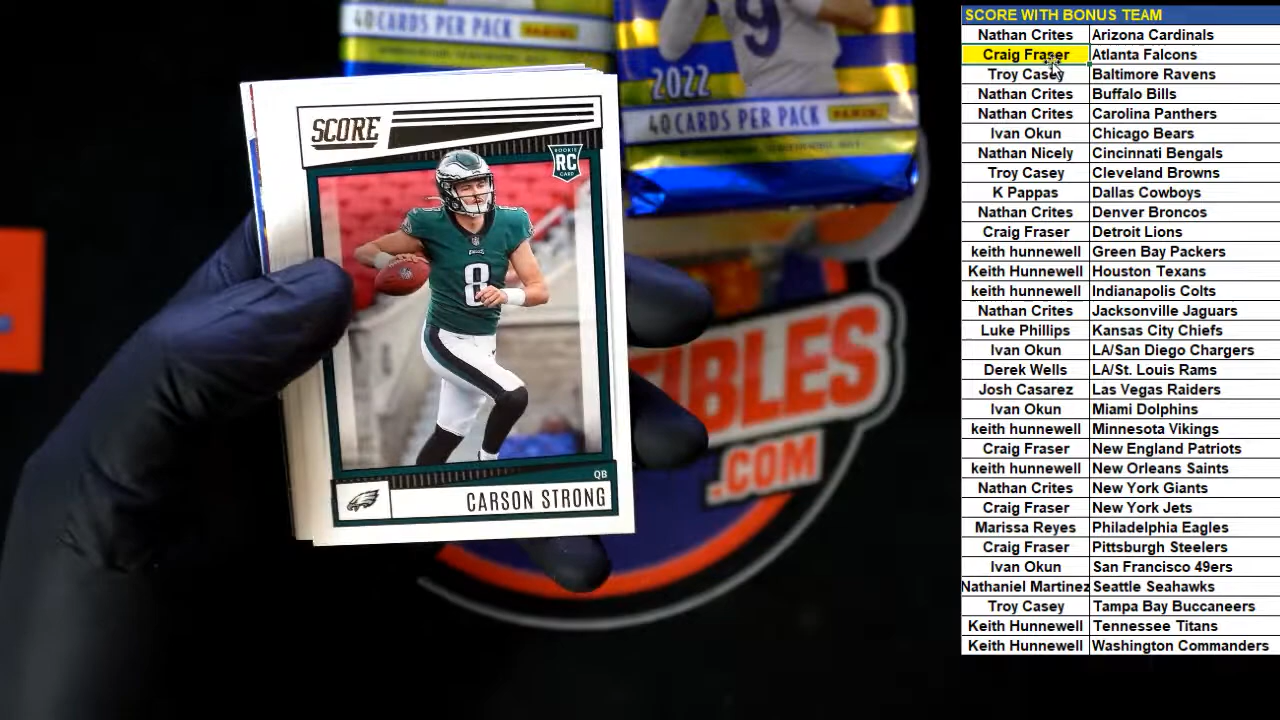 40 CARDS PER PACK PANINI
9
2022
40 CARDS PER PACK PANINI
SCORE
ROOKIE
RC
CARD
8
QB
CARSON STRONG
IBLES
.COM
SCORE WITH BONUS TEAM
Nathan Crites Arizona Cardinals
Craig Fraser Atlanta Falcons
Troy Casey Baltimore Ravens
Nathan Crites Buffalo Bills
Nathan Crites Carolina Panthers
Ivan Okun Chicago Bears
Nathan Nicely Cincinnati Bengals
Troy Casey Cleveland Browns
K Pappas Dallas Cowboys
Nathan Crites Denver Broncos
Craig Fraser Detroit Lions
keith hunnewell Green Bay Packers
Keith Hunnewell Houston Texans
keith hunnewell Indianapolis Colts
Nathan Crites Jacksonville Jaguars
Luke Phillips Kansas City Chiefs
Ivan Okun LA/San Diego Chargers
Derek Wells LA/St. Louis Rams
Josh Casarez Las Vegas Raiders
Ivan Okun Miami Dolphins
keith hunnewell Minnesota Vikings
Craig Fraser New England Patriots
keith hunnewell New Orleans Saints
Nathan Crites New York Giants
Craig Fraser New York Jets
Marissa Reyes Philadelphia Eagles
Craig Fraser Pittsburgh Steelers
Ivan Okun San Francisco 49ers
Nathaniel Martinez Seattle Seahawks
Troy Casey Tampa Bay Buccaneers
Keith Hunnewell Tennessee Titans
Keith Hunnewell Washington Commanders